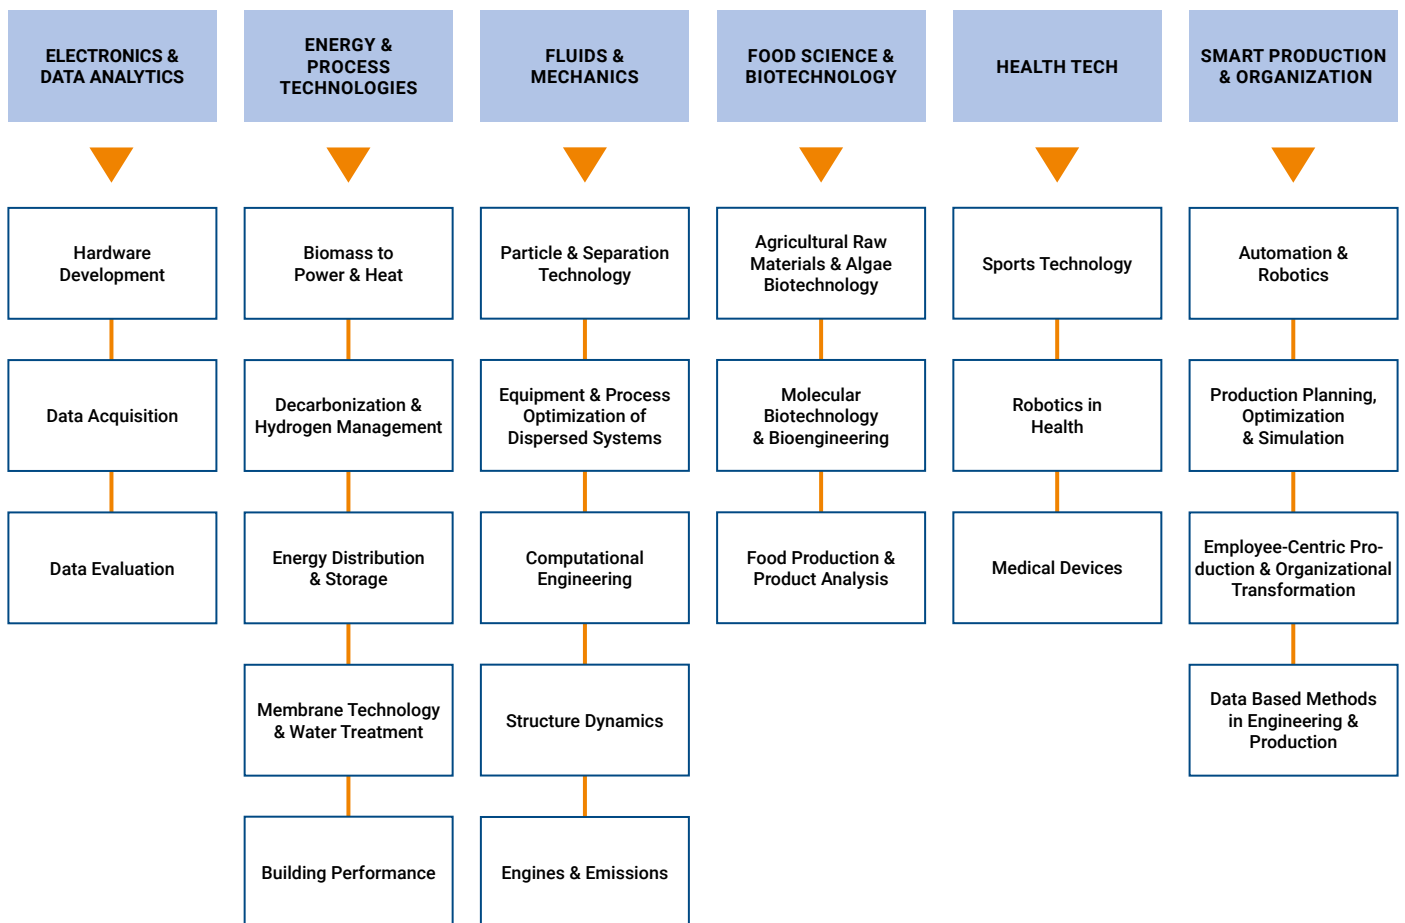 ELECTRONICS &
DATA ANALYTICS
ENERGY &
PROCESS
TECHNOLOGIES
FLUIDS &
MECHANICS
FOOD SCIENCE &
BIOTECHNOLOGY
HEALTH TECH
SMART PRODUCTION
& ORGANIZATION
Hardware
Development
Data Acquisition
Data Evaluation
Biomass to
Power & Heat
Decarbonization &
Hydrogen Management
Energy Distribution
& Storage
Membrane Technology
& Water Treatment
Building Performance
Particle & Separation
Technology
Equipment & Process
Optimization of
Dispersed Systems
Computational
Engineering
Structure Dynamics
Engines & Emissions
Agricultural Raw
Materials & Algae
Biotechnology
Molecular
Biotechnology
& Bioengineering
Food Production &
Product Analysis
Sports Technology
Robotics in
Health
Medical Devices
Automation &
Robotics
Production Planning,
Optimization
& Simulation
Employee-Centric Pro-
duction & Organizational
Transformation
Data Based Methods
in Engineering &
Production